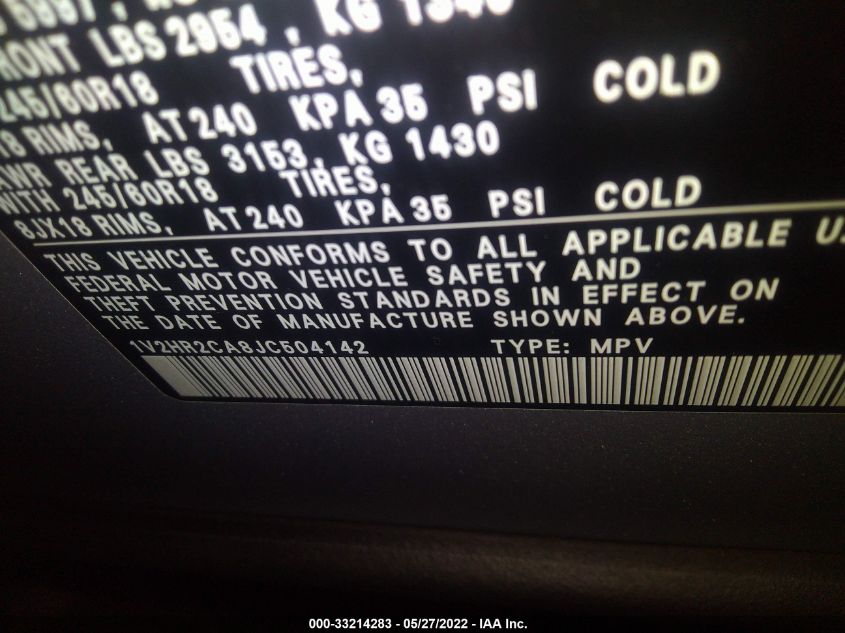 LBS 2954 , KG 1340
245/60R18 TIRES,
18 RIMS, AT 240 KPA 35 PSI COLD
REAR LBS 3153, KG 1430
WITH 245/60R18 TIRES,
8JX18 RIMS, AT 240 KPA 35 PSI COLD
THIS VEHICLE CONFORMS TO ALL APPLICABLE U.
FEDERAL MOTOR VEHICLE SAFETY AND
THEFT PREVENTION STANDARDS IN EFFECT ON
THE DATE OF MANUFACTURE SHOWN ABOVE.
1V2HR2CA8JC504142 TYPE: MPV
000-33214283 - 05/27/2022 - IAA Inc.